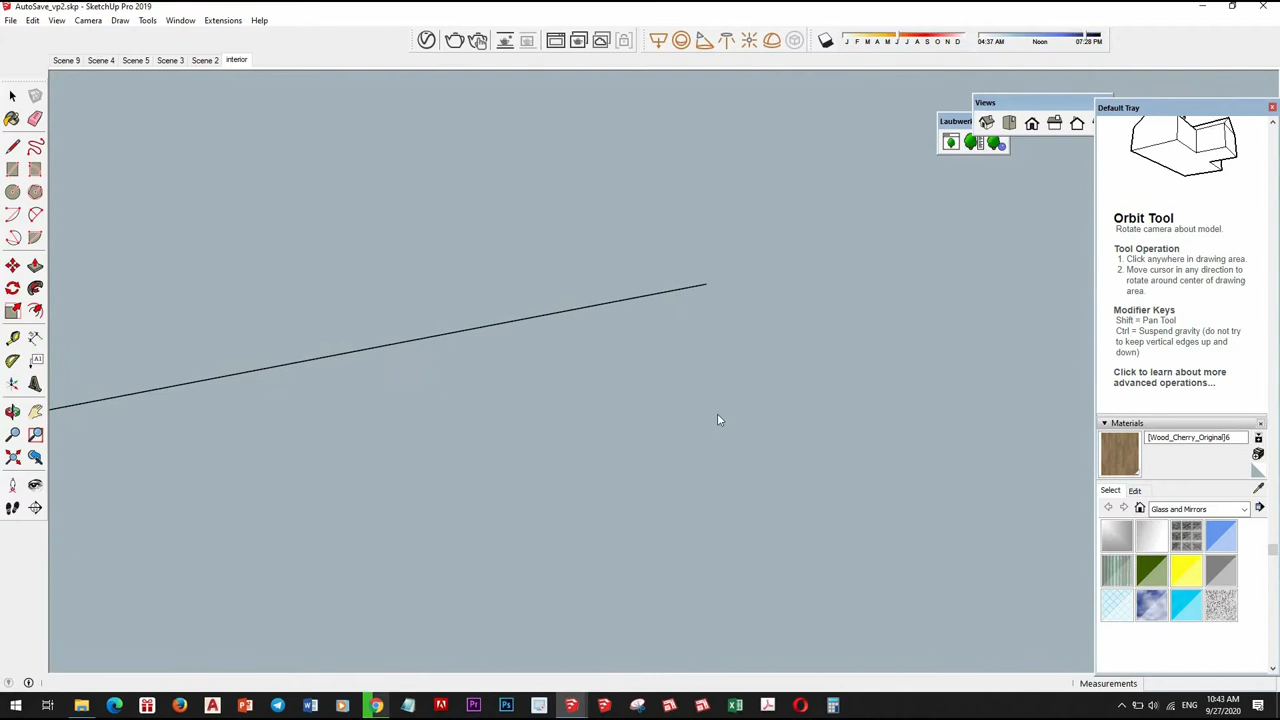 AutoSave_vp2.skp - SketchUp Pro 2019
File Edit View Camera Draw Tools Window Extensions Help
J F M A M J J A S O N D
04:37 AM Noon 07:28 PM
Scene 9 Scene 4 Scene 5 Scene 3 Scene 2 interior
Views
Default Tray
Laubwerk
A1
Orbit Tool
Rotate camera about model.
Tool Operation
1. Click anywhere in drawing area.
2. Move cursor in any direction to
rotate around center of drawing
area.
Modifier Keys
Shift = Pan Tool
Ctrl = Suspend gravity (do not try
to keep vertical edges up and
down)
Click to learn about more
advanced operations...
Materials
[Wood_Cherry_Original]6
Select Edit
Glass and Mirrors
Measurements
ENG
10:43 AM
9/27/2020